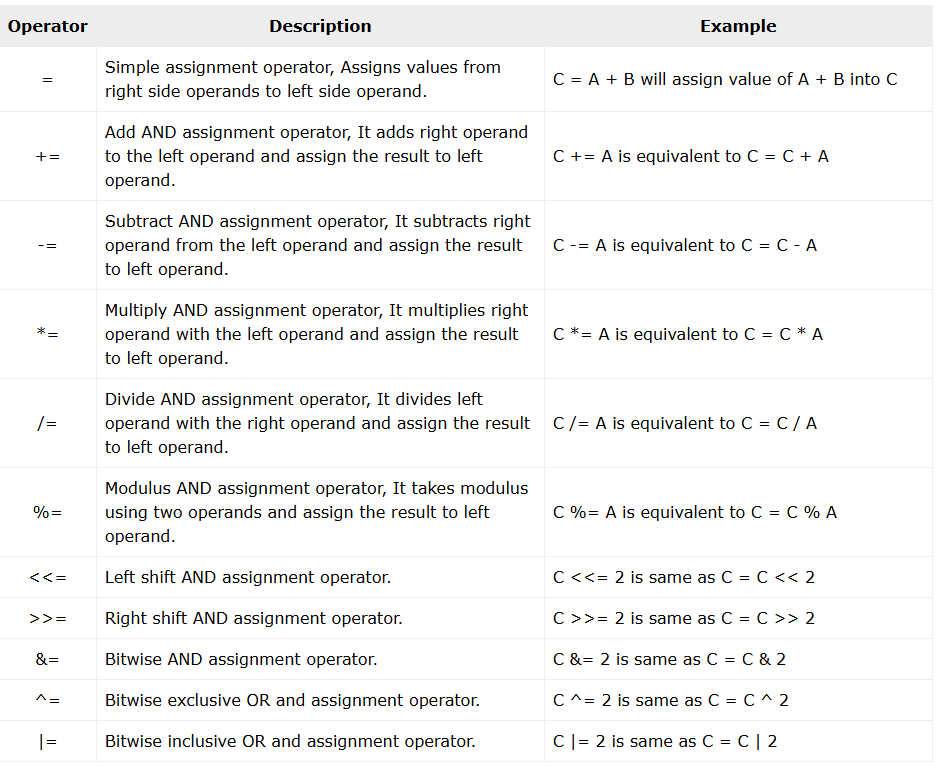 Operator Description Example
= Simple assignment operator, Assigns values from
right side operands to left side operand. C = A + B will assign value of A + B into C
+= Add AND assignment operator, It adds right operand
to the left operand and assign the result to left
operand. C += A is equivalent to C = C + A
-= Subtract AND assignment operator, It subtracts right
operand from the left operand and assign the result
to left operand. C -= A is equivalent to C = C - A
*= Multiply AND assignment operator, It multiplies right
operand with the left operand and assign the result
to left operand. C *= A is equivalent to C = C * A
/= Divide AND assignment operator, It divides left
operand with the right operand and assign the result
to left operand. C /= A is equivalent to C = C / A
%= Modulus AND assignment operator, It takes modulus
using two operands and assign the result to left
operand. C %= A is equivalent to C = C % A
<<= Left shift AND assignment operator. C <<= 2 is same as C = C << 2
>>= Right shift AND assignment operator. C >>= 2 is same as C = C >> 2
&= Bitwise AND assignment operator. C &= 2 is same as C = C & 2
^= Bitwise exclusive OR and assignment operator. C ^= 2 is same as C = C ^ 2
|= Bitwise inclusive OR and assignment operator. C |= 2 is same as C = C | 2